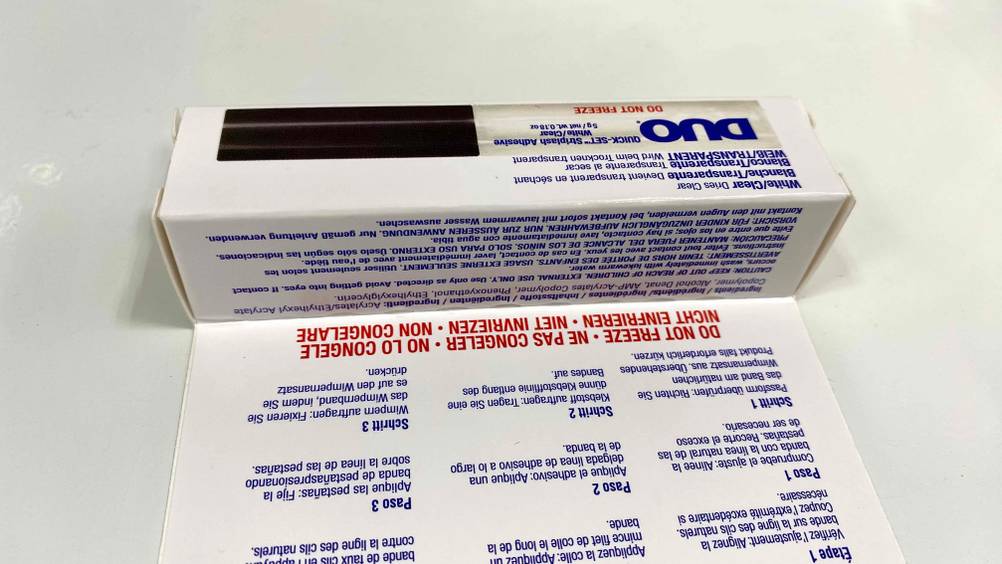 Étape 1
Vérifiez l'ajustement: Alignez la
bande sur la ligne des cils naturels.
Coupez l'extrémité excédentaire si
nécessaire.
Appliquez la colle: Appliquez un
mince filet de colle le long de la
bande.
bande de faux cils en l'appuyant
contre la ligne des cils naturels.
Paso 1
Compruebe el ajuste: Alinee la
banda con la línea natural de las
pestañas. Recorte el exceso
de ser necesario.
Paso 2
Aplique el adhesivo: Aplique una
delgada línea de adhesivo a lo largo
de la banda.
Paso 3
Aplique las pestañas: Fije la
banda de pestañaspresionando
sobre la línea de las pestañas.
Schritt 1
Passform überprüfen: Richten Sie
das Band am natürlichen
Wimpernansatz aus. Überstehendes
Produkt falls erforderlich kürzen.
Schritt 2
Klebstoff auftragen: Tragen Sie eine
dünne Klebstofflinie entlang des
Bandes auf.
Schritt 3
Wimpern auftragen: Fixieren Sie
das Wimpernband, indem Sie
es auf den Wimpernansatz
drücken.
DO NOT FREEZE • NE PAS CONGELER • NO LO CONGELE
NICHT EINFRIEREN • NIET INVRIEZEN • NON CONGELARE
Ingredients / Ingrédients/ Ingredientes / Inhaltsstoffe / Ingrediënten / Ingredienti: Acrylates/Ethylhexyl Acrylate
Copolymer, Alcohol Denat, AMP-Acrylates Copolymer, Phenoxyethanol, Ethylhexylglycerin.
CAUTION: KEEP OUT OF REACH OF CHILDREN. EXTERNAL USE ONLY. Use only as directed. Avoid getting into eyes. If contact
occurs, wash immediately with lukewarm water.
AVERTISSEMENT: TENIR HORS DE PORTÉE DES ENFANTS. USAGE EXTERNE SEULEMENT. Utiliser seulement selon les
instructions. Éviter tout contact avec les yeux. En cas de contact, laver immédiatement avec de l'eau tiède.
PRECAUCIÓN: MANTENER FUERA DEL ALCANCE DE LOS NIÑOS. SOLO PARA USO EXTERNO. Úselo sólo según las indicaciones.
Evite que entre en los ojos; si hay contacto, lave inmediatamente con agua tibia.
VORSICHT: FÜR KINDER UNZUGÄNGLICH AUFBEWAHREN. NUR ZUR ÄUSSEREN ANWENDUNG. Nur gemäß Anleitung verwenden.
Kontakt mit den Augen vermeiden, bei Kontakt sofort mit lauwarmem Wasser auswaschen.
White/Clear Dries Clear
Blanche/Transparente Devient transparent en séchant
Blanco/Transparente Transparente al secar
WEIß/TRANSPARENT Wird beim Trocknen transparent
DUO
QUICK-SET™ Striplash Adhesive
White/Clear
5g / net wt. 0.18 oz
DO NOT FREEZE